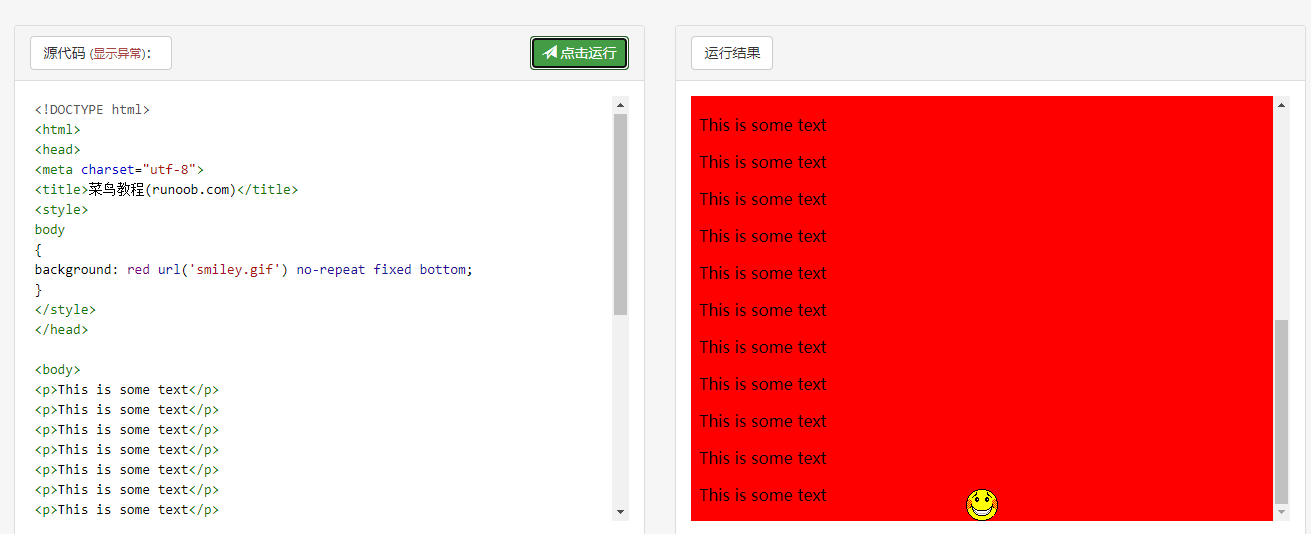 源代码 (显示异常):
点击运行
<!DOCTYPE html>
<html>
<head>
<meta charset="utf-8">
<title>菜鸟教程(runoob.com)</title>
<style>
body
{
background: red url('smiley.gif') no-repeat fixed bottom;
}
</style>
</head>
<body>
<p>This is some text</p>
<p>This is some text</p>
<p>This is some text</p>
<p>This is some text</p>
<p>This is some text</p>
<p>This is some text</p>
<p>This is some text</p>
运行结果
This is some text
This is some text
This is some text
This is some text
This is some text
This is some text
This is some text
This is some text
This is some text
This is some text
This is some text